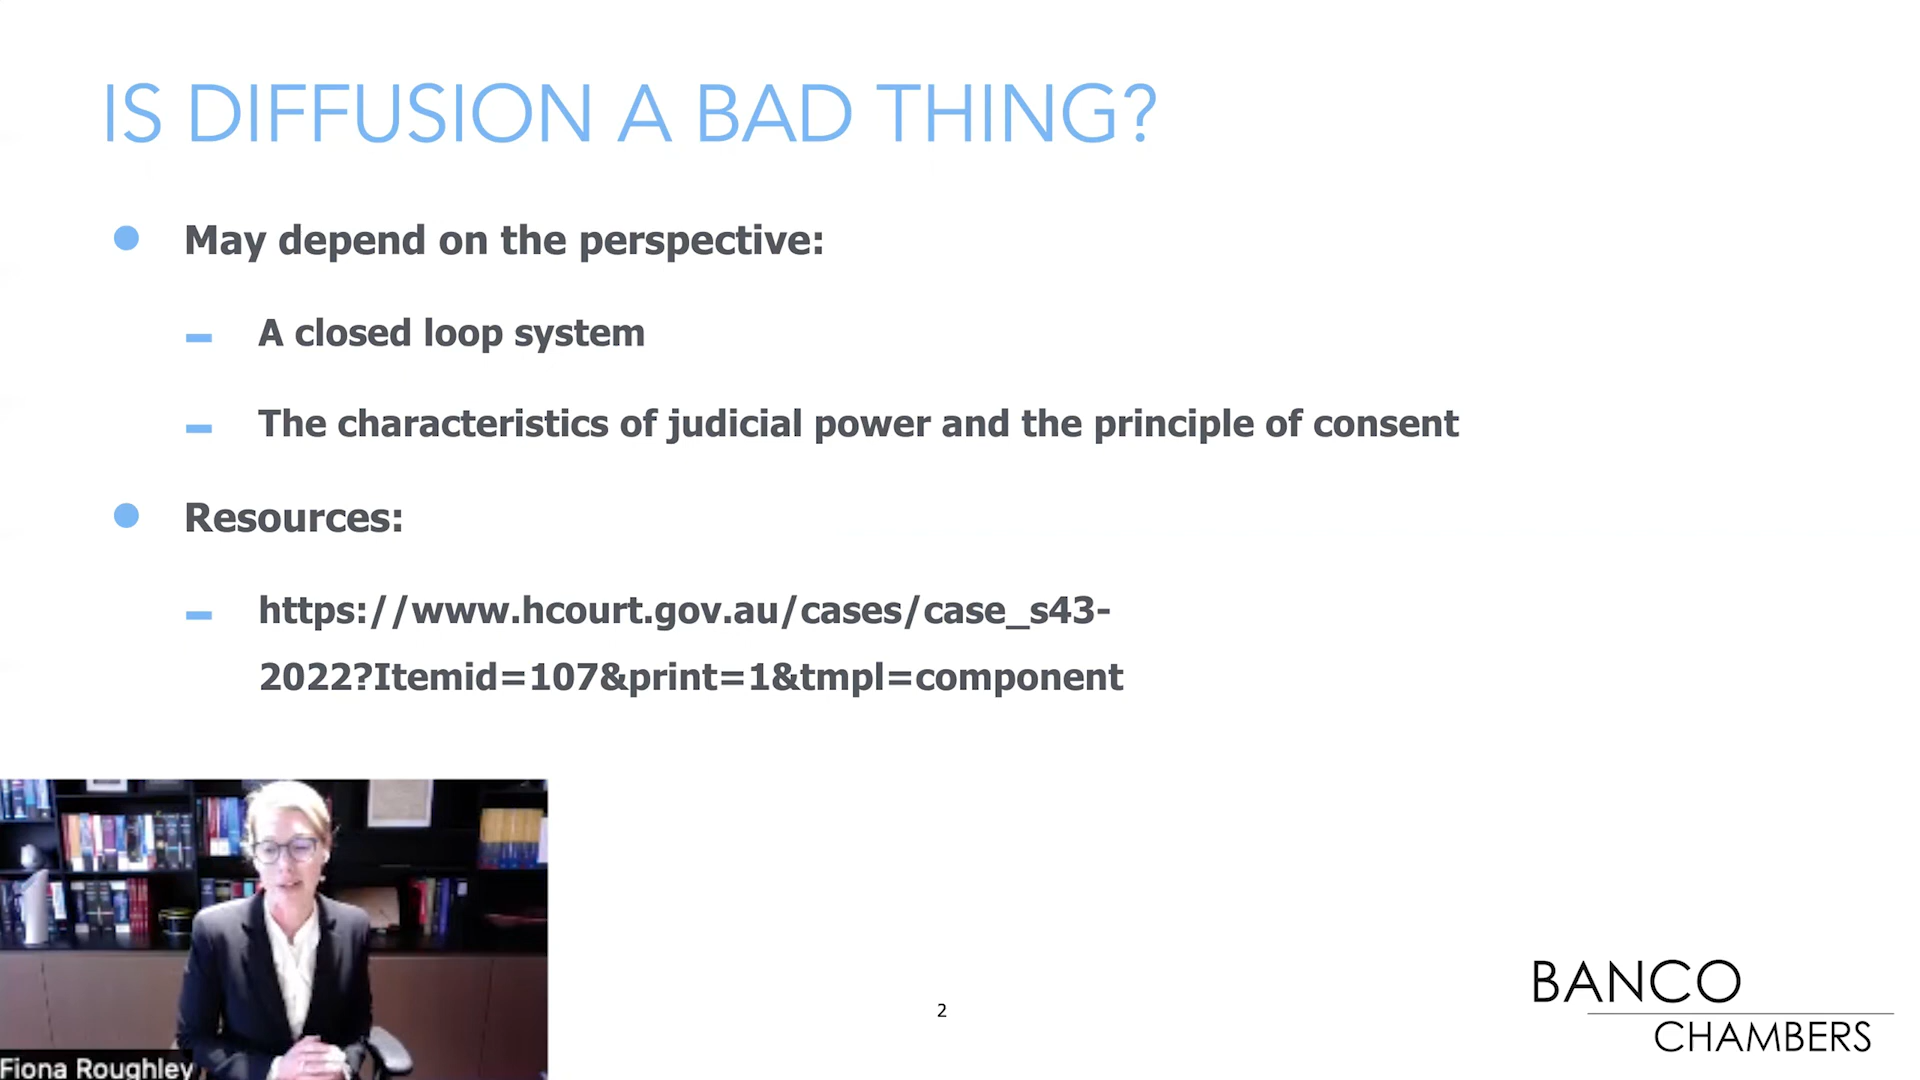 IS DIFFUSION A BAD THING?
May depend on the perspective:
A closed loop system
The characteristics of judicial power and the principle of consent
Resources:
https://www.hcourt.gov.au/cases/case_s43-
2022?Itemid=107&print=1&tmpl=component
Fiona Roughley
2
BANCO
CHAMBERS